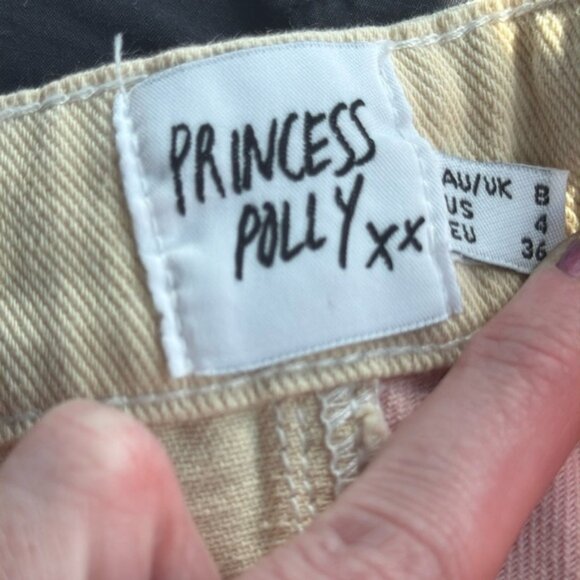 PRINCESS
POLLY xx
AU/UK 8
US 4
EU 36